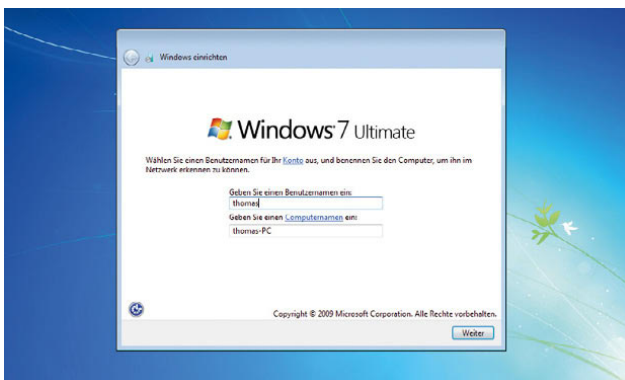 Windows einrichten
Windows 7 Ultimate
Wählen Sie einen Benutzernamen für Ihr Konto aus, und benennen Sie den Computer, um ihn im
Netzwerk erkennen zu können.
Geben Sie einen Benutzernamen ein:
thomas
Geben Sie einen Computernamen ein:
thomas-PC
Copyright © 2009 Microsoft Corporation. Alle Rechte vorbehalten.
Weiter